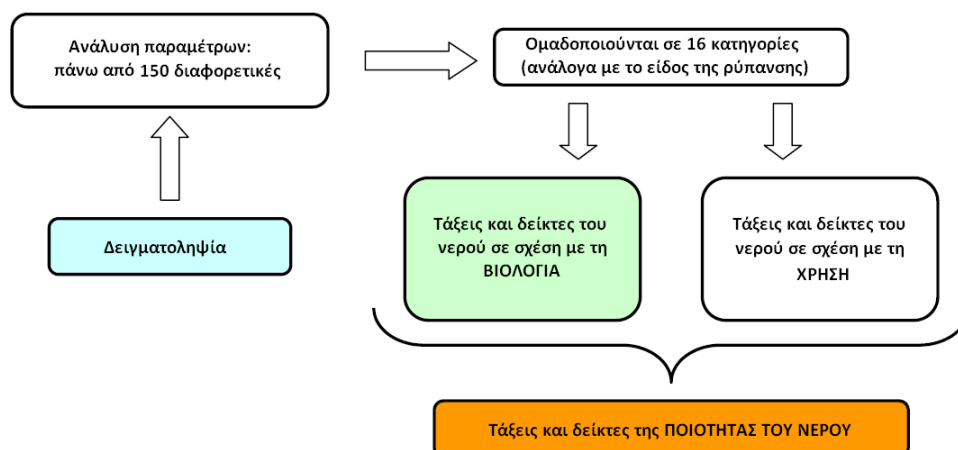 Ανάλυση παραμέτρων:
πάνω από 150 διαφορετικές
Ομαδοποιούνται σε 16 κατηγορίες
(ανάλογα με το είδος της ρύπανσης)
Δειγματοληψία
Τάξεις και δείκτες του
νερού σε σχέση με τη
ΒΙΟΛΟΓΙΑ
Τάξεις και δείκτες του
νερού σε σχέση με τη
ΧΡΗΣΗ
Τάξεις και δείκτες της ΠΟΙΟΤΗΤΑΣ ΤΟΥ ΝΕΡΟΥ